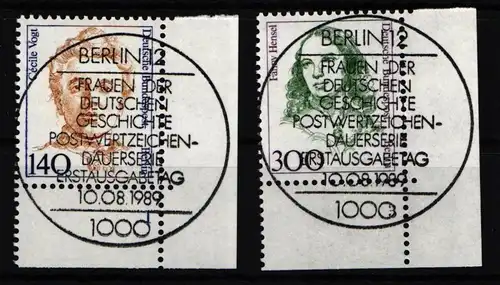 Cécile Vogt
Deutsche Bundespost
140
BERLIN 12
FRAUEN DER
DEUTSCHEN
GESCHICHTE
POSTWERTZEICHEN-
DAUERSERIE
ERSTAUSGABETAG
10.08.1989
1000
Fanny Hensel
Deutsche
300
BERLIN 12
FRAUEN DER
DEUTSCHEN
GESCHICHTE
POSTWERTZEICHEN-
DAUERSERIE
ERSTAUSGABETAG
10.08.1989
1000